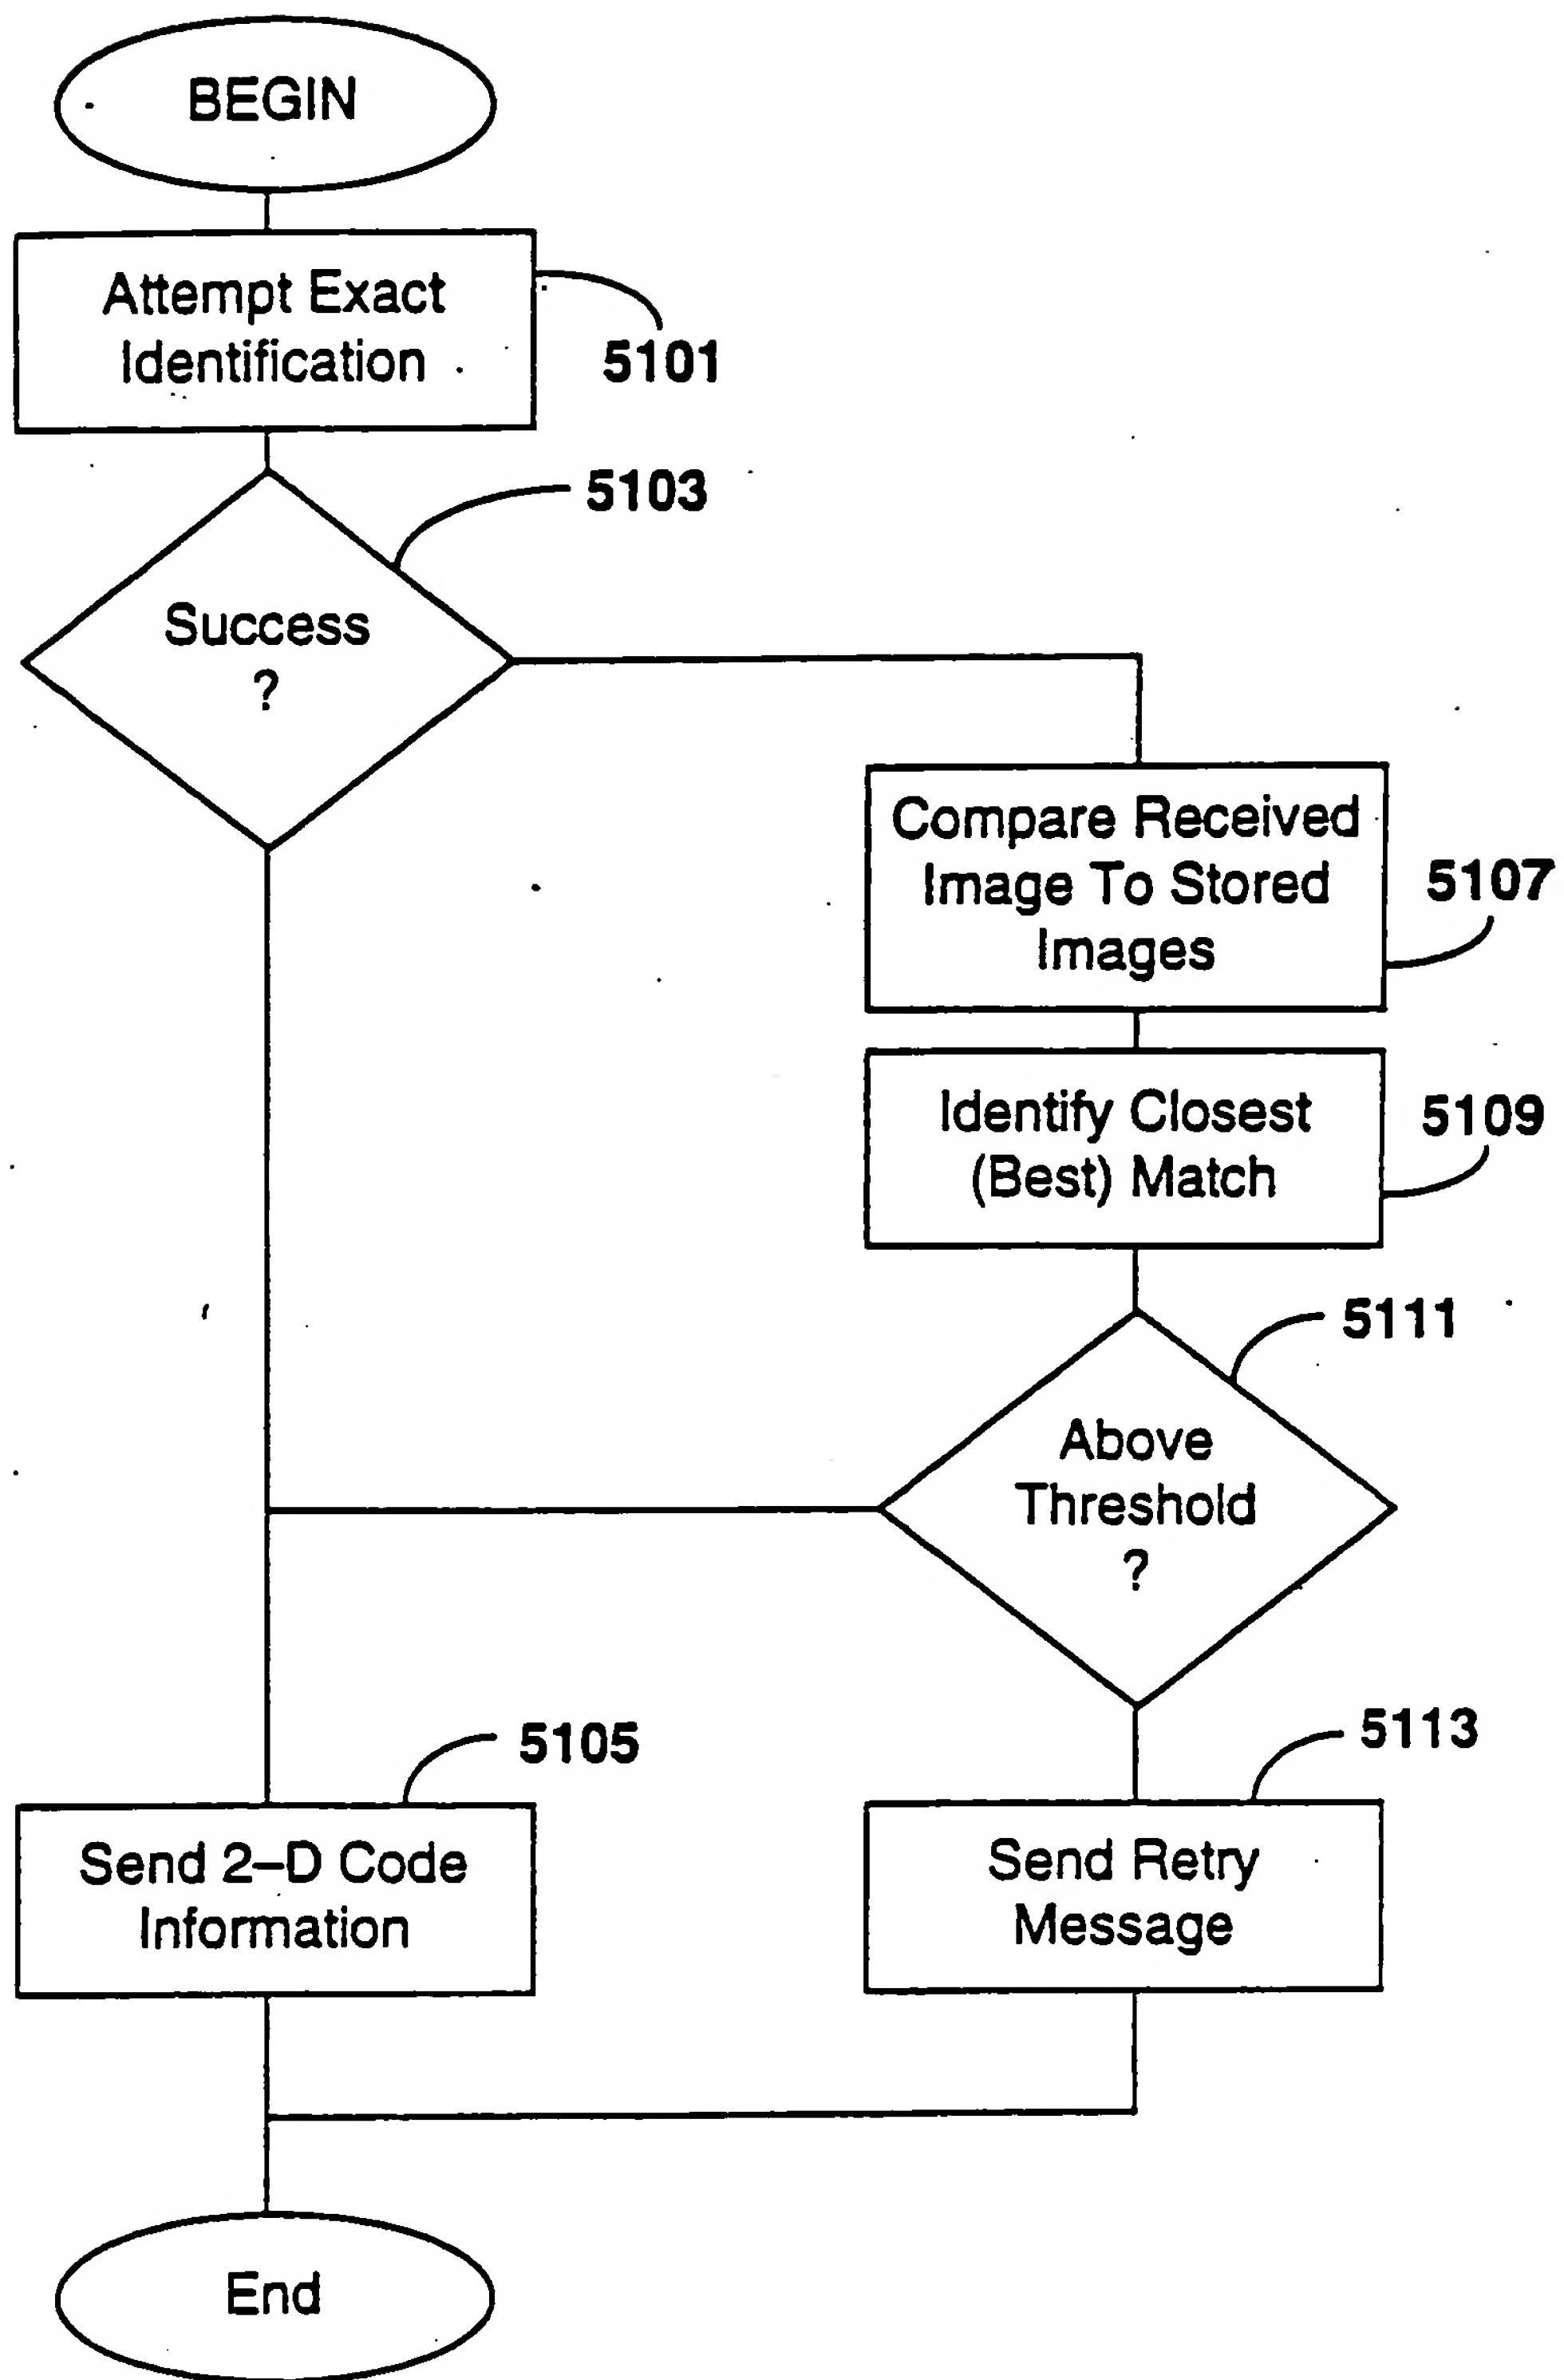 BEGIN
Attempt Exact
Identification
5101
5103
Success
?
Compare Received
Image To Stored
Images
5107
Identify Closest
(Best) Match
5109
5111
Above
Threshold
?
5105
Send 2–D Code
Information
5113
Send Retry
Message
End